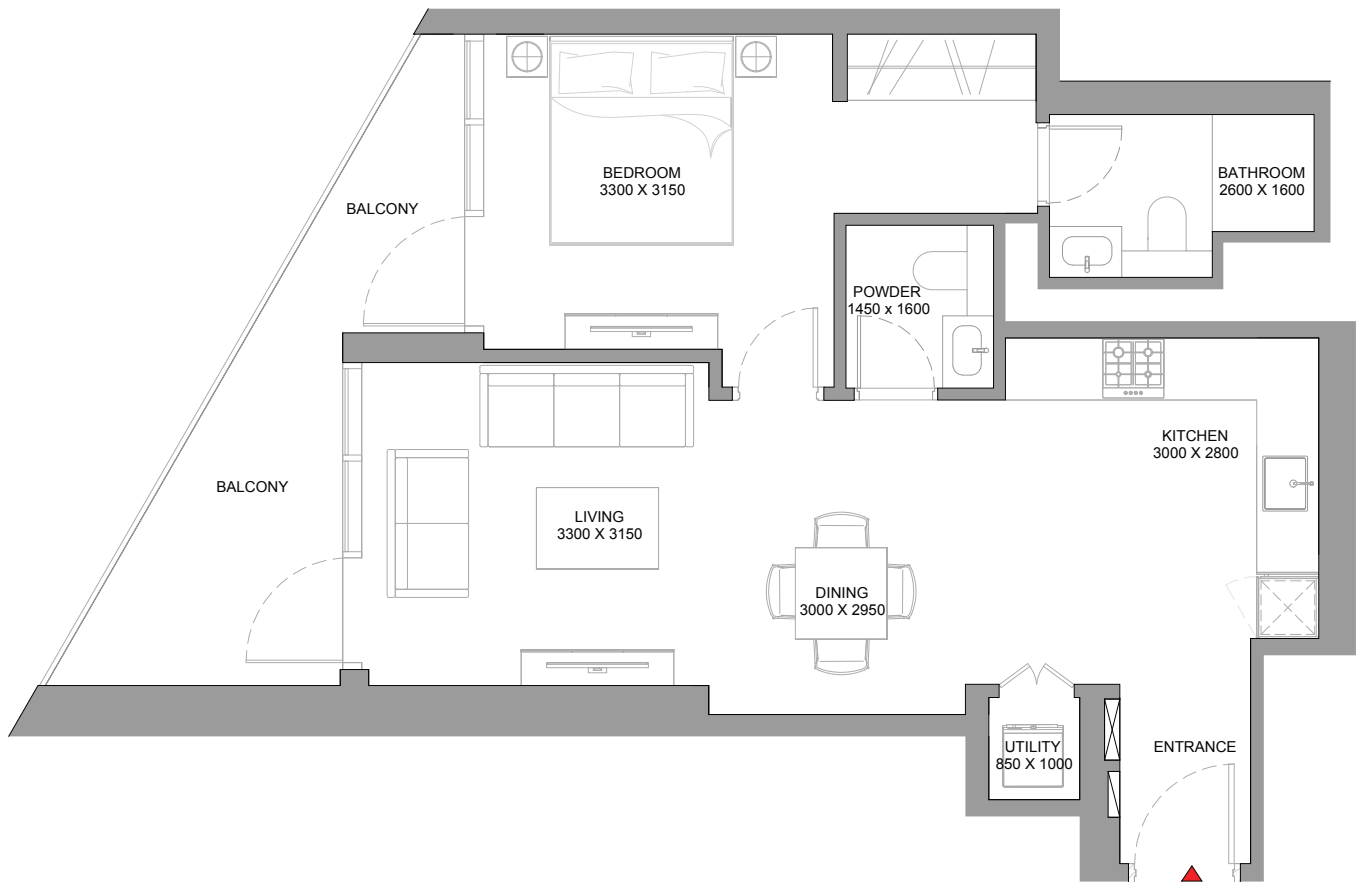 BEDROOM
3300 X 3150
BATHROOM
2600 X 1600
BALCONY
POWDER
1450 x 1600
KITCHEN
3000 X 2800
BALCONY
LIVING
3300 X 3150
DINING
3000 X 2950
UTILITY
850 X 1000
ENTRANCE